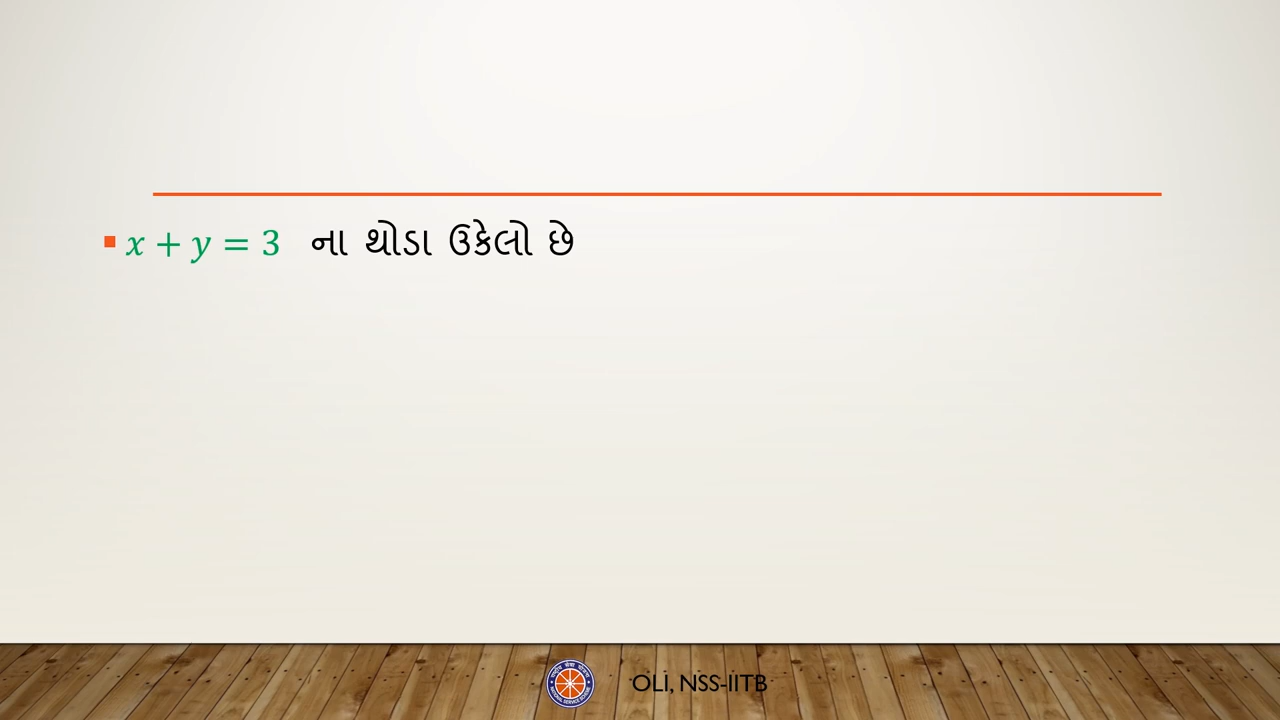 x + y = 3 ના થોડા ઉકેલો છે
OLI, NSS-IITB